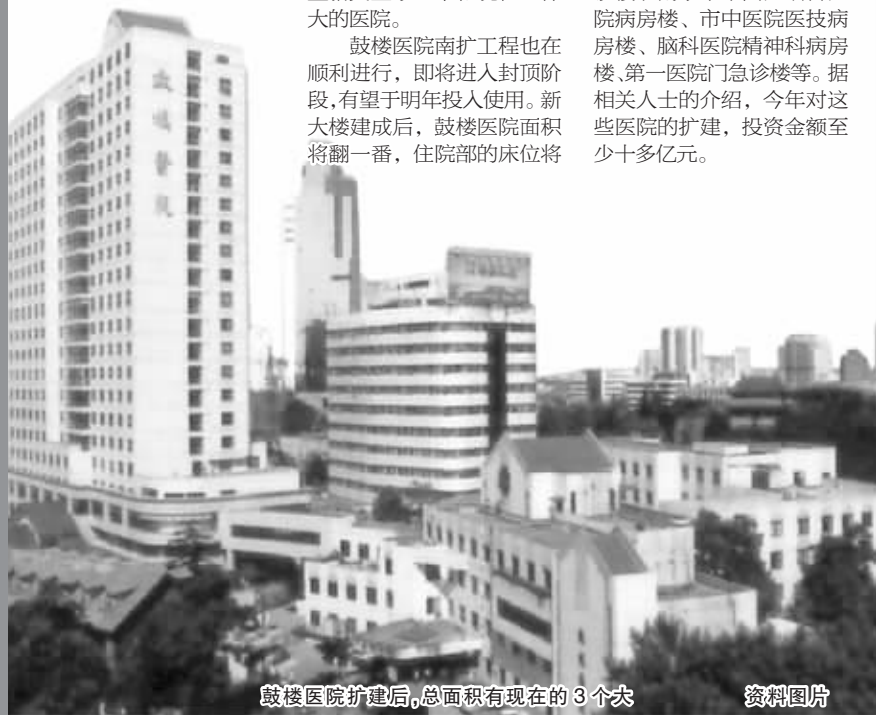 大的医院。
鼓楼医院南扩工程也在
顺利进行，即将进入封顶阶
段，有望于明年投入使用。新
大楼建成后，鼓楼医院面积
将翻一番，住院部的床位将
院病房楼、市中医院医技病
房楼、脑科医院精神科病房
楼、第一医院门急诊楼等。据
相关人士的介绍，今年对这
些医院的扩建，投资金额至
少十多亿元。
鼓楼醫院
鼓楼医院扩建后，总面积有现在的3个大
资料图片